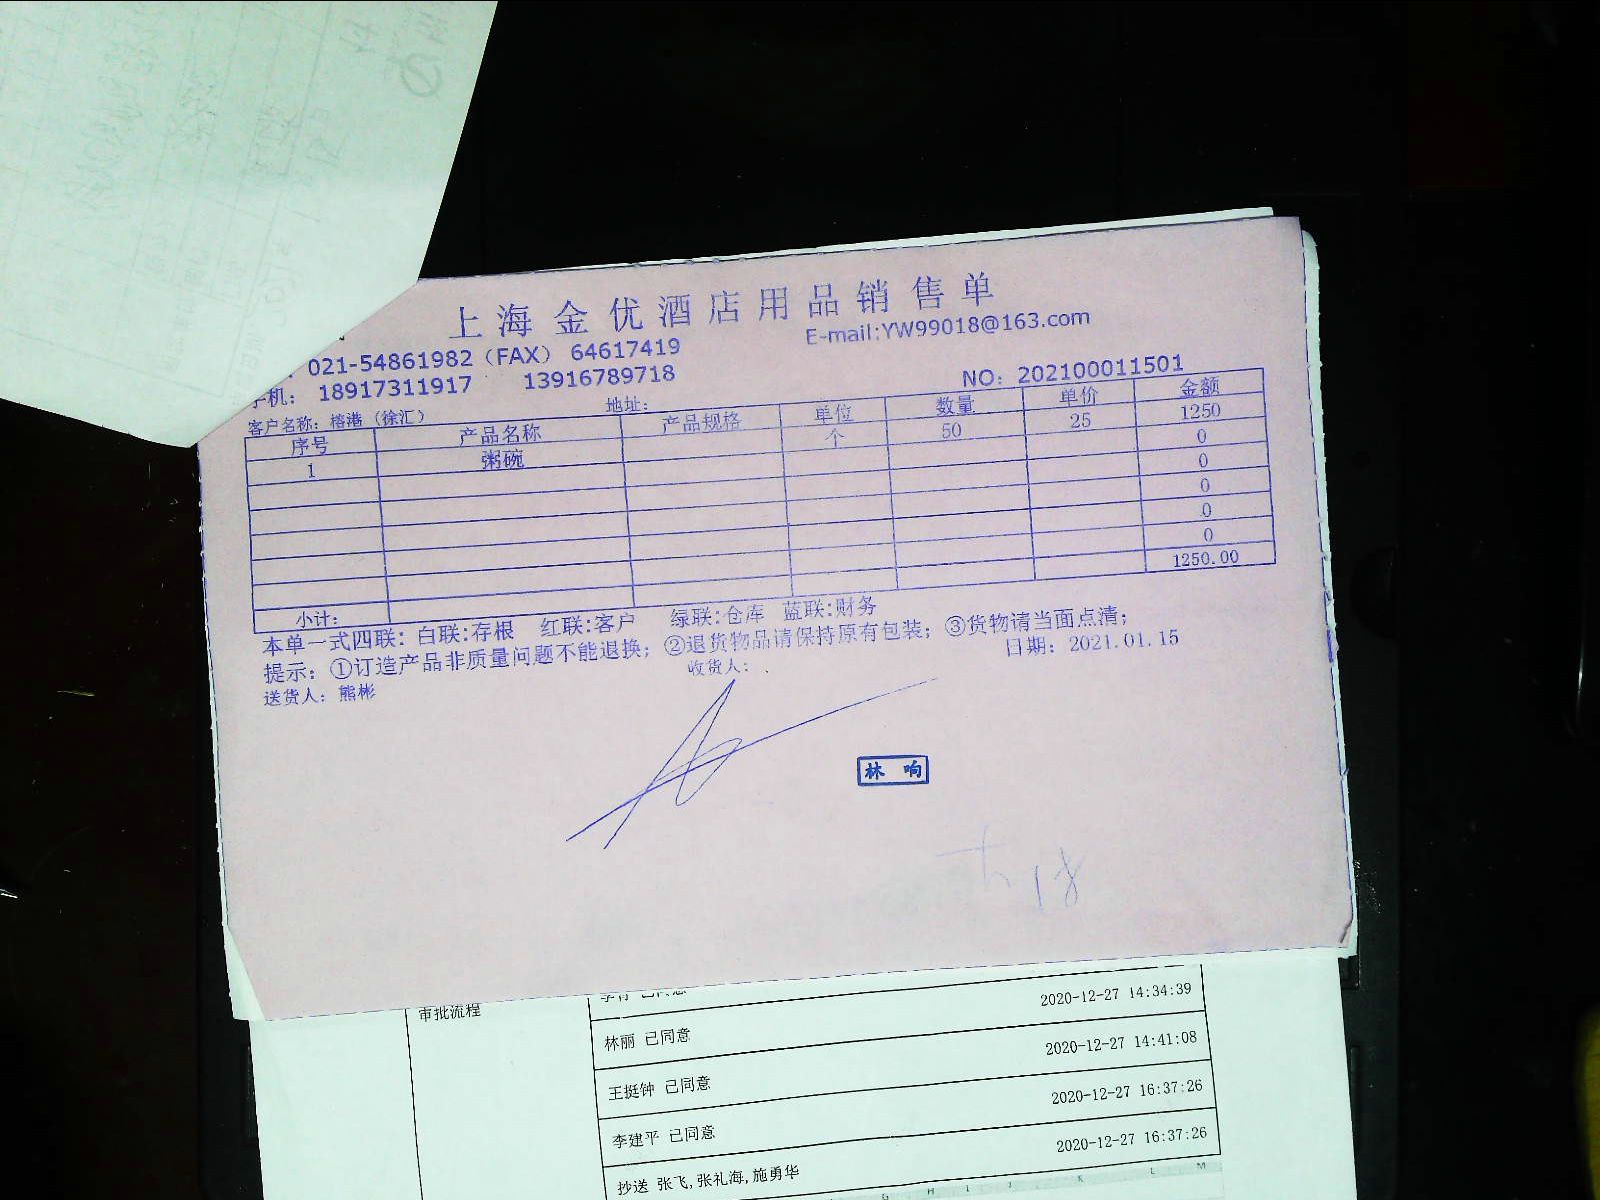 上海金优酒店用品销售单
021-54861982（FAX） 64617419
E-mail:YW99018@163.com
手机： 18917311917 13916789718
NO：202100011501
客户名称：榕港（徐汇） 地址：
序号 产品名称 产品规格 单位 数量 单价 金额
1 粥碗 个 50 25 1250
0
0
0
0
0
小计： 1250.00
本单一式四联：白联:存根 红联:客户 绿联:仓库 蓝联:财务
提示：①订造产品非质量问题不能退换；②退货物品请保持原有包装；③货物请当面点清；
送货人：熊彬 收货人： 日期：2021.01.15
林 响
审批流程
已同意 2020-12-27 14:34:39
林丽 已同意 2020-12-27 14:41:08
王挺钟 已同意 2020-12-27 16:37:26
李建平 已同意 2020-12-27 16:37:26
抄送 张飞,张礼海,施勇华
G H I J K L M